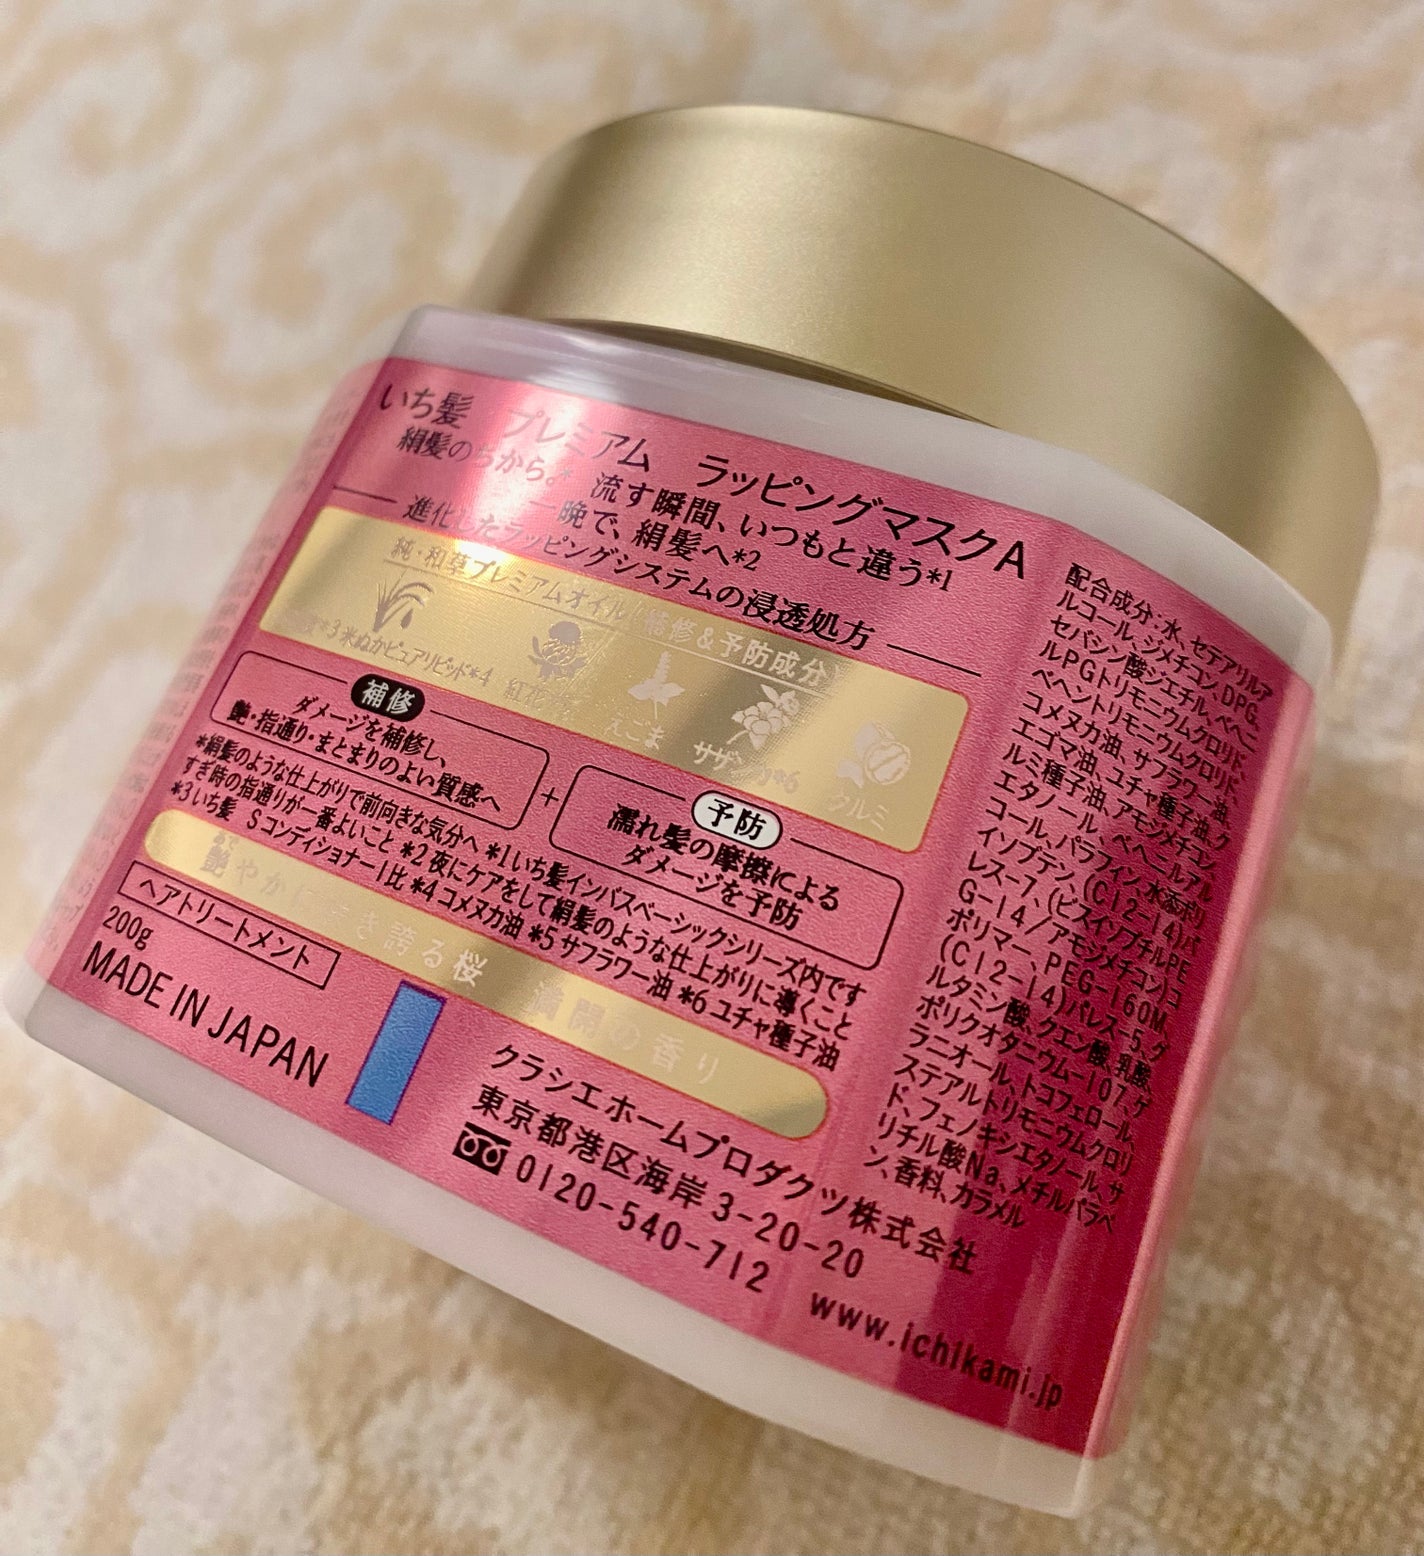 いち髪 プレミアム ラッピングマスクA
絹髪のちから。* 流す瞬間、いつもと違う*1
一晩で、絹髪へ*2
進化したラッピングシステムの浸透処方
純・和草プレミアムオイル 補修&予防成分
*3 米ぬかピュアリピッド*4 紅花 えごま サザンカ*6 クルミ
補修
ダメージを補修し、
艶・指通り・まとまりのよい質感へ
+
予防
濡れ髪の摩擦による
ダメージを予防
*絹髪のような仕上がりで前向きな気分へ *1 いち髪インバスベーシックシリーズ内です
すぎ時の指通りが一番よいこと *2 夜にケアをして絹髪のような仕上がりに導くこと
*3 いち髪 Sコンディショナー1比 *4 コメヌカ油 *5 サフラワー油 *6 ユチャ種子油
あで
艶やかに咲き誇る桜 満開の香り
ヘアトリートメント
200g
MADE IN JAPAN
クラシエホームプロダクツ株式会社
東京都港区海岸3-20-20
0120-540-712
www.ichikami.jp
配合成分:水、セテアリルア
ルコール、ジメチコン、DPG、
セバシン酸ジエチル、ベヘニ
ルPGトリモニウムクロリド、
ベヘントリモニウムクロリド、
コメヌカ油、サフラワー油、
エゴマ油、ユチャ種子油、ク
ルミ種子油、アモジメチコン、
エタノール、ベヘニルアル
コール、パラフィン、水添ポリ
イソブテン、(C12-14)パ
レス-7、(ビスイソブチルPE
G-14/アモジメチコン)コ
ポリマー、PEG-160M、
(C12-14)パレス-5、グ
ルタミン酸、クエン酸、乳酸、
ポリクオタニウム-107、ゲ
ラニオール、トコフェロール、
ステアルトリモニウムクロリ
ド、フェノキシエタノール、サ
リチル酸Na、メチルパラベ
ン、香料、カラメル